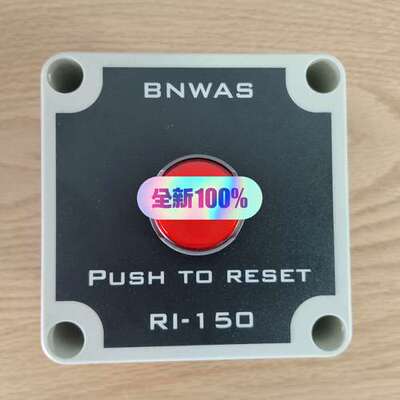 BNWAS
全新100%
PUSH TO RESET
RI-150